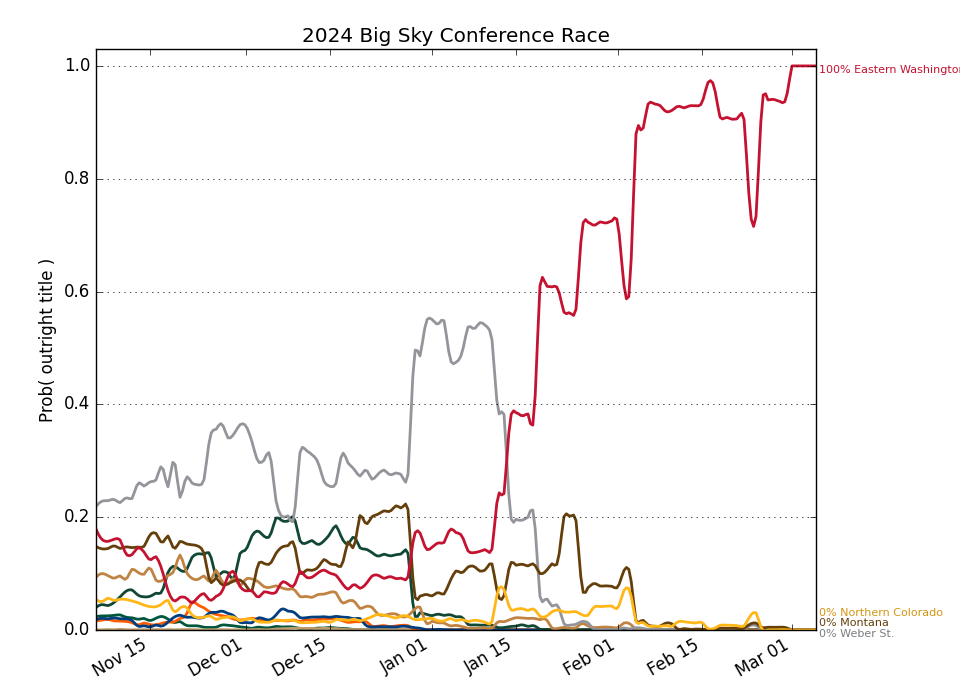 2024 Big Sky Conference Race
Prob( outright title )
1.0
0.8
0.6
0.4
0.2
0.0
Nov 15
Dec 01
Dec 15
Jan 01
Jan 15
Feb 01
Feb 15
Mar 01
100% Eastern Washington
0% Northern Colorado
0% Montana
0% Weber St.